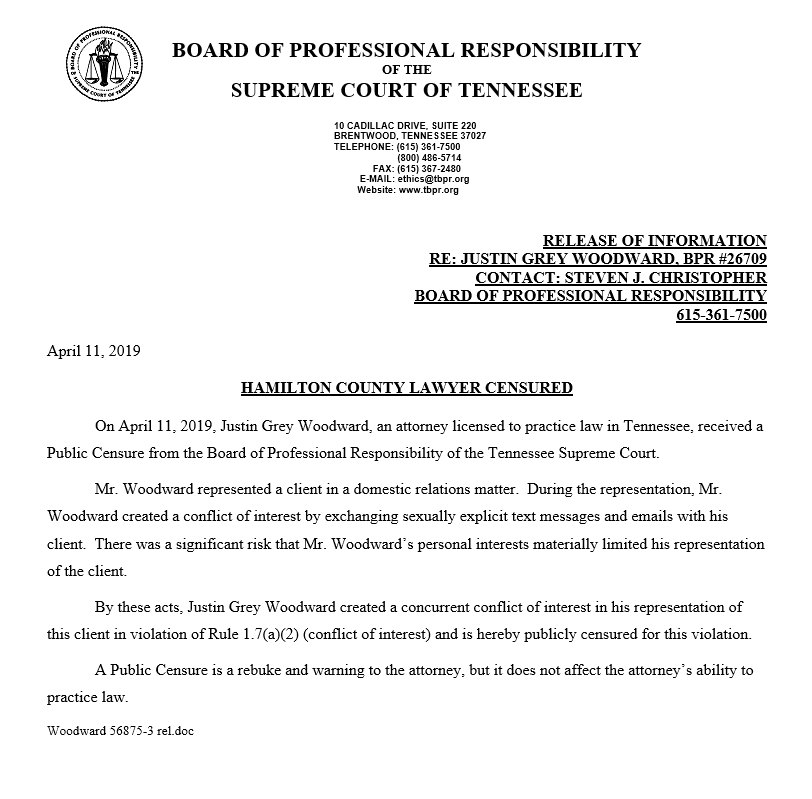 BOARD OF PROFESSIONAL RESPONSIBILITY
OF THE
SUPREME COURT OF TENNESSEE
BOARD OF PROFESSIONAL RESPONSIBILITY
SUPREME COURT OF TENNESSEE
10 CADILLAC DRIVE, SUITE 220
BRENTWOOD, TENNESSEE 37027
TELEPHONE: (615) 361-7500
(800) 486-5714
FAX: (615) 367-2480
E-MAIL: ethics@tbpr.org
Website: www.tbpr.org
RELEASE OF INFORMATION
RE: JUSTIN GREY WOODWARD, BPR #26709
CONTACT: STEVEN J. CHRISTOPHER
BOARD OF PROFESSIONAL RESPONSIBILITY
615-361-7500
April 11, 2019
HAMILTON COUNTY LAWYER CENSURED
On April 11, 2019, Justin Grey Woodward, an attorney licensed to practice law in Tennessee, received a
Public Censure from the Board of Professional Responsibility of the Tennessee Supreme Court.
Mr. Woodward represented a client in a domestic relations matter.  During the representation, Mr.
Woodward created a conflict of interest by exchanging sexually explicit text messages and emails with his
client.  There was a significant risk that Mr. Woodward’s personal interests materially limited his representation
of the client.
By these acts, Justin Grey Woodward created a concurrent conflict of interest in his representation of
this client in violation of Rule 1.7(a)(2) (conflict of interest) and is hereby publicly censured for this violation.
A Public Censure is a rebuke and warning to the attorney, but it does not affect the attorney’s ability to
practice law.
Woodward 56875-3 rel.doc